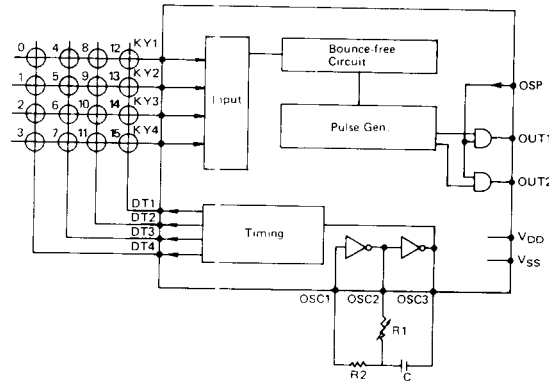 0 4 8 12 KY1
1 5 9 13 KY2
2 6 10 14 KY3
3 7 11 15 KY4
Input
Bounce-free
Circuit
Pulse Gen.
OSP
OUT1
OUT2
DT1
DT2
DT3
DT4
Timing
VDD
VSS
OSC1 OSC2 OSC3
R1
R2 C